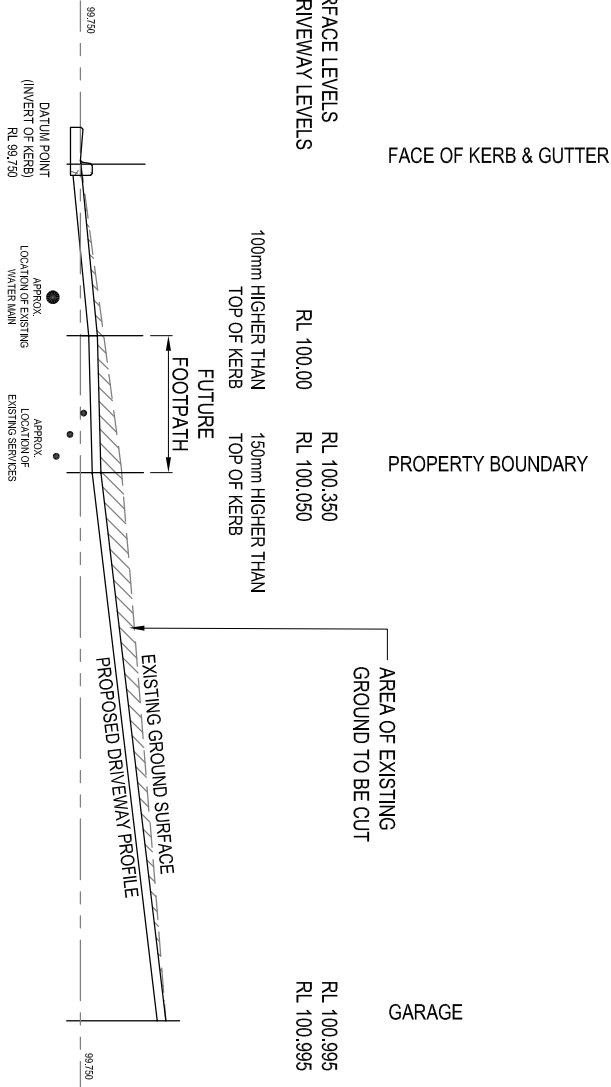 FACE OF KERB & GUTTER
PROPERTY BOUNDARY
GARAGE
AREA OF EXISTING
GROUND TO BE CUT
RFACE LEVELS
RL 100.350
RL 100.995
RIVEWAY LEVELS
RL 100.00
RL 100.050
RL 100.995
100mm HIGHER THAN
TOP OF KERB
150mm HIGHER THAN
TOP OF KERB
FUTURE
FOOTPATH
EXISTING GROUND SURFACE
PROPOSED DRIVEWAY PROFILE
99.750
99.750
DATUM POINT
(INVERT OF KERB)
RL 99.750
APPROX.
LOCATION OF EXISTING
WATER MAIN
APPROX.
LOCATION OF
EXISTING SERVICES